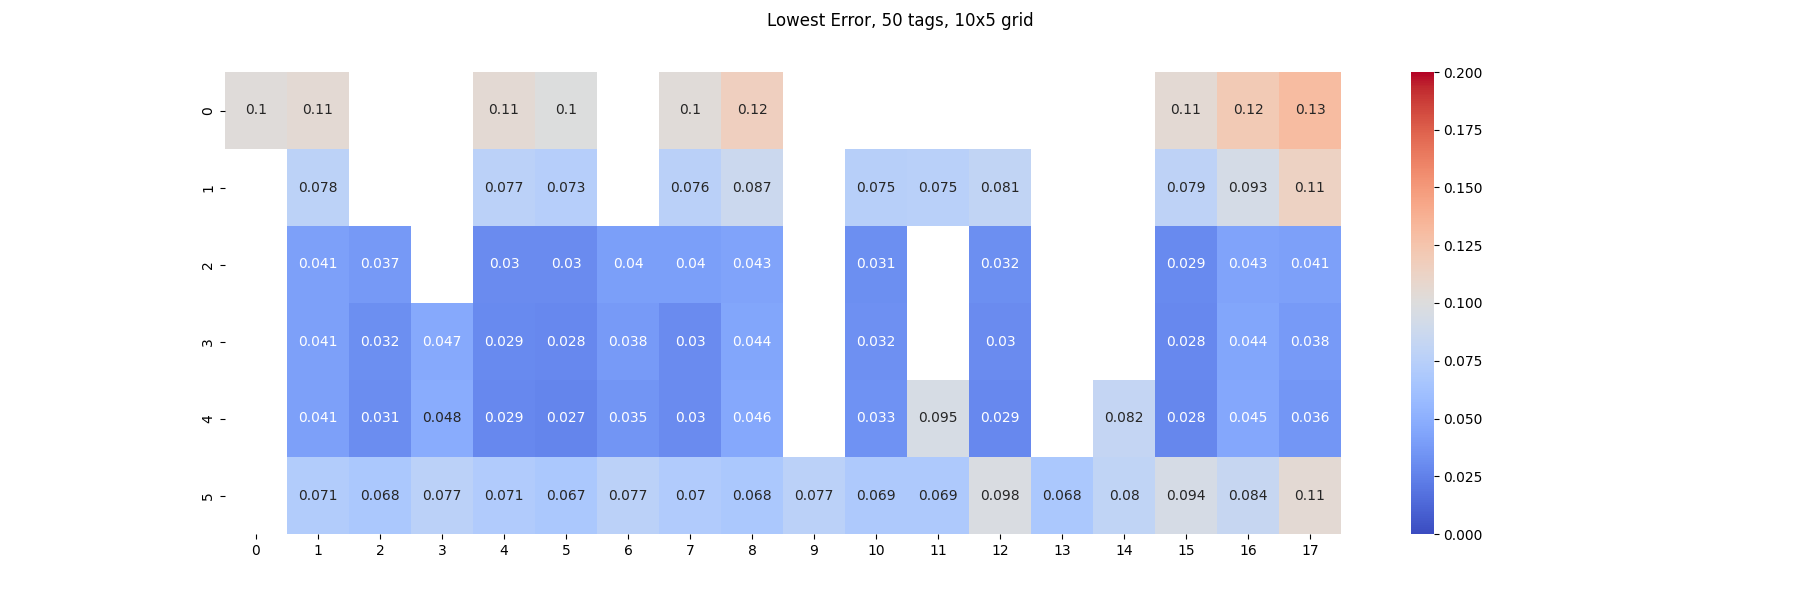 Lowest Error, 50 tags, 10x5 grid
0 0.1 0.11 0.11 0.1 0.1 0.12 0.11 0.12 0.13 0.200
0.175
1 0.078 0.077 0.073 0.076 0.087 0.075 0.075 0.081 0.079 0.093 0.11 0.150
2 0.041 0.037 0.03 0.03 0.04 0.04 0.043 0.031 0.032 0.029 0.043 0.041 0.125
0.100
3 0.041 0.032 0.047 0.029 0.028 0.038 0.03 0.044 0.032 0.03 0.028 0.044 0.038 0.075
4 0.041 0.031 0.048 0.029 0.027 0.035 0.03 0.046 0.033 0.095 0.029 0.082 0.028 0.045 0.036 0.050
0.025
5 0.071 0.068 0.077 0.071 0.067 0.077 0.07 0.068 0.077 0.069 0.069 0.098 0.068 0.08 0.094 0.084 0.11
0.000
0 1 2 3 4 5 6 7 8 9 10 11 12 13 14 15 16 17